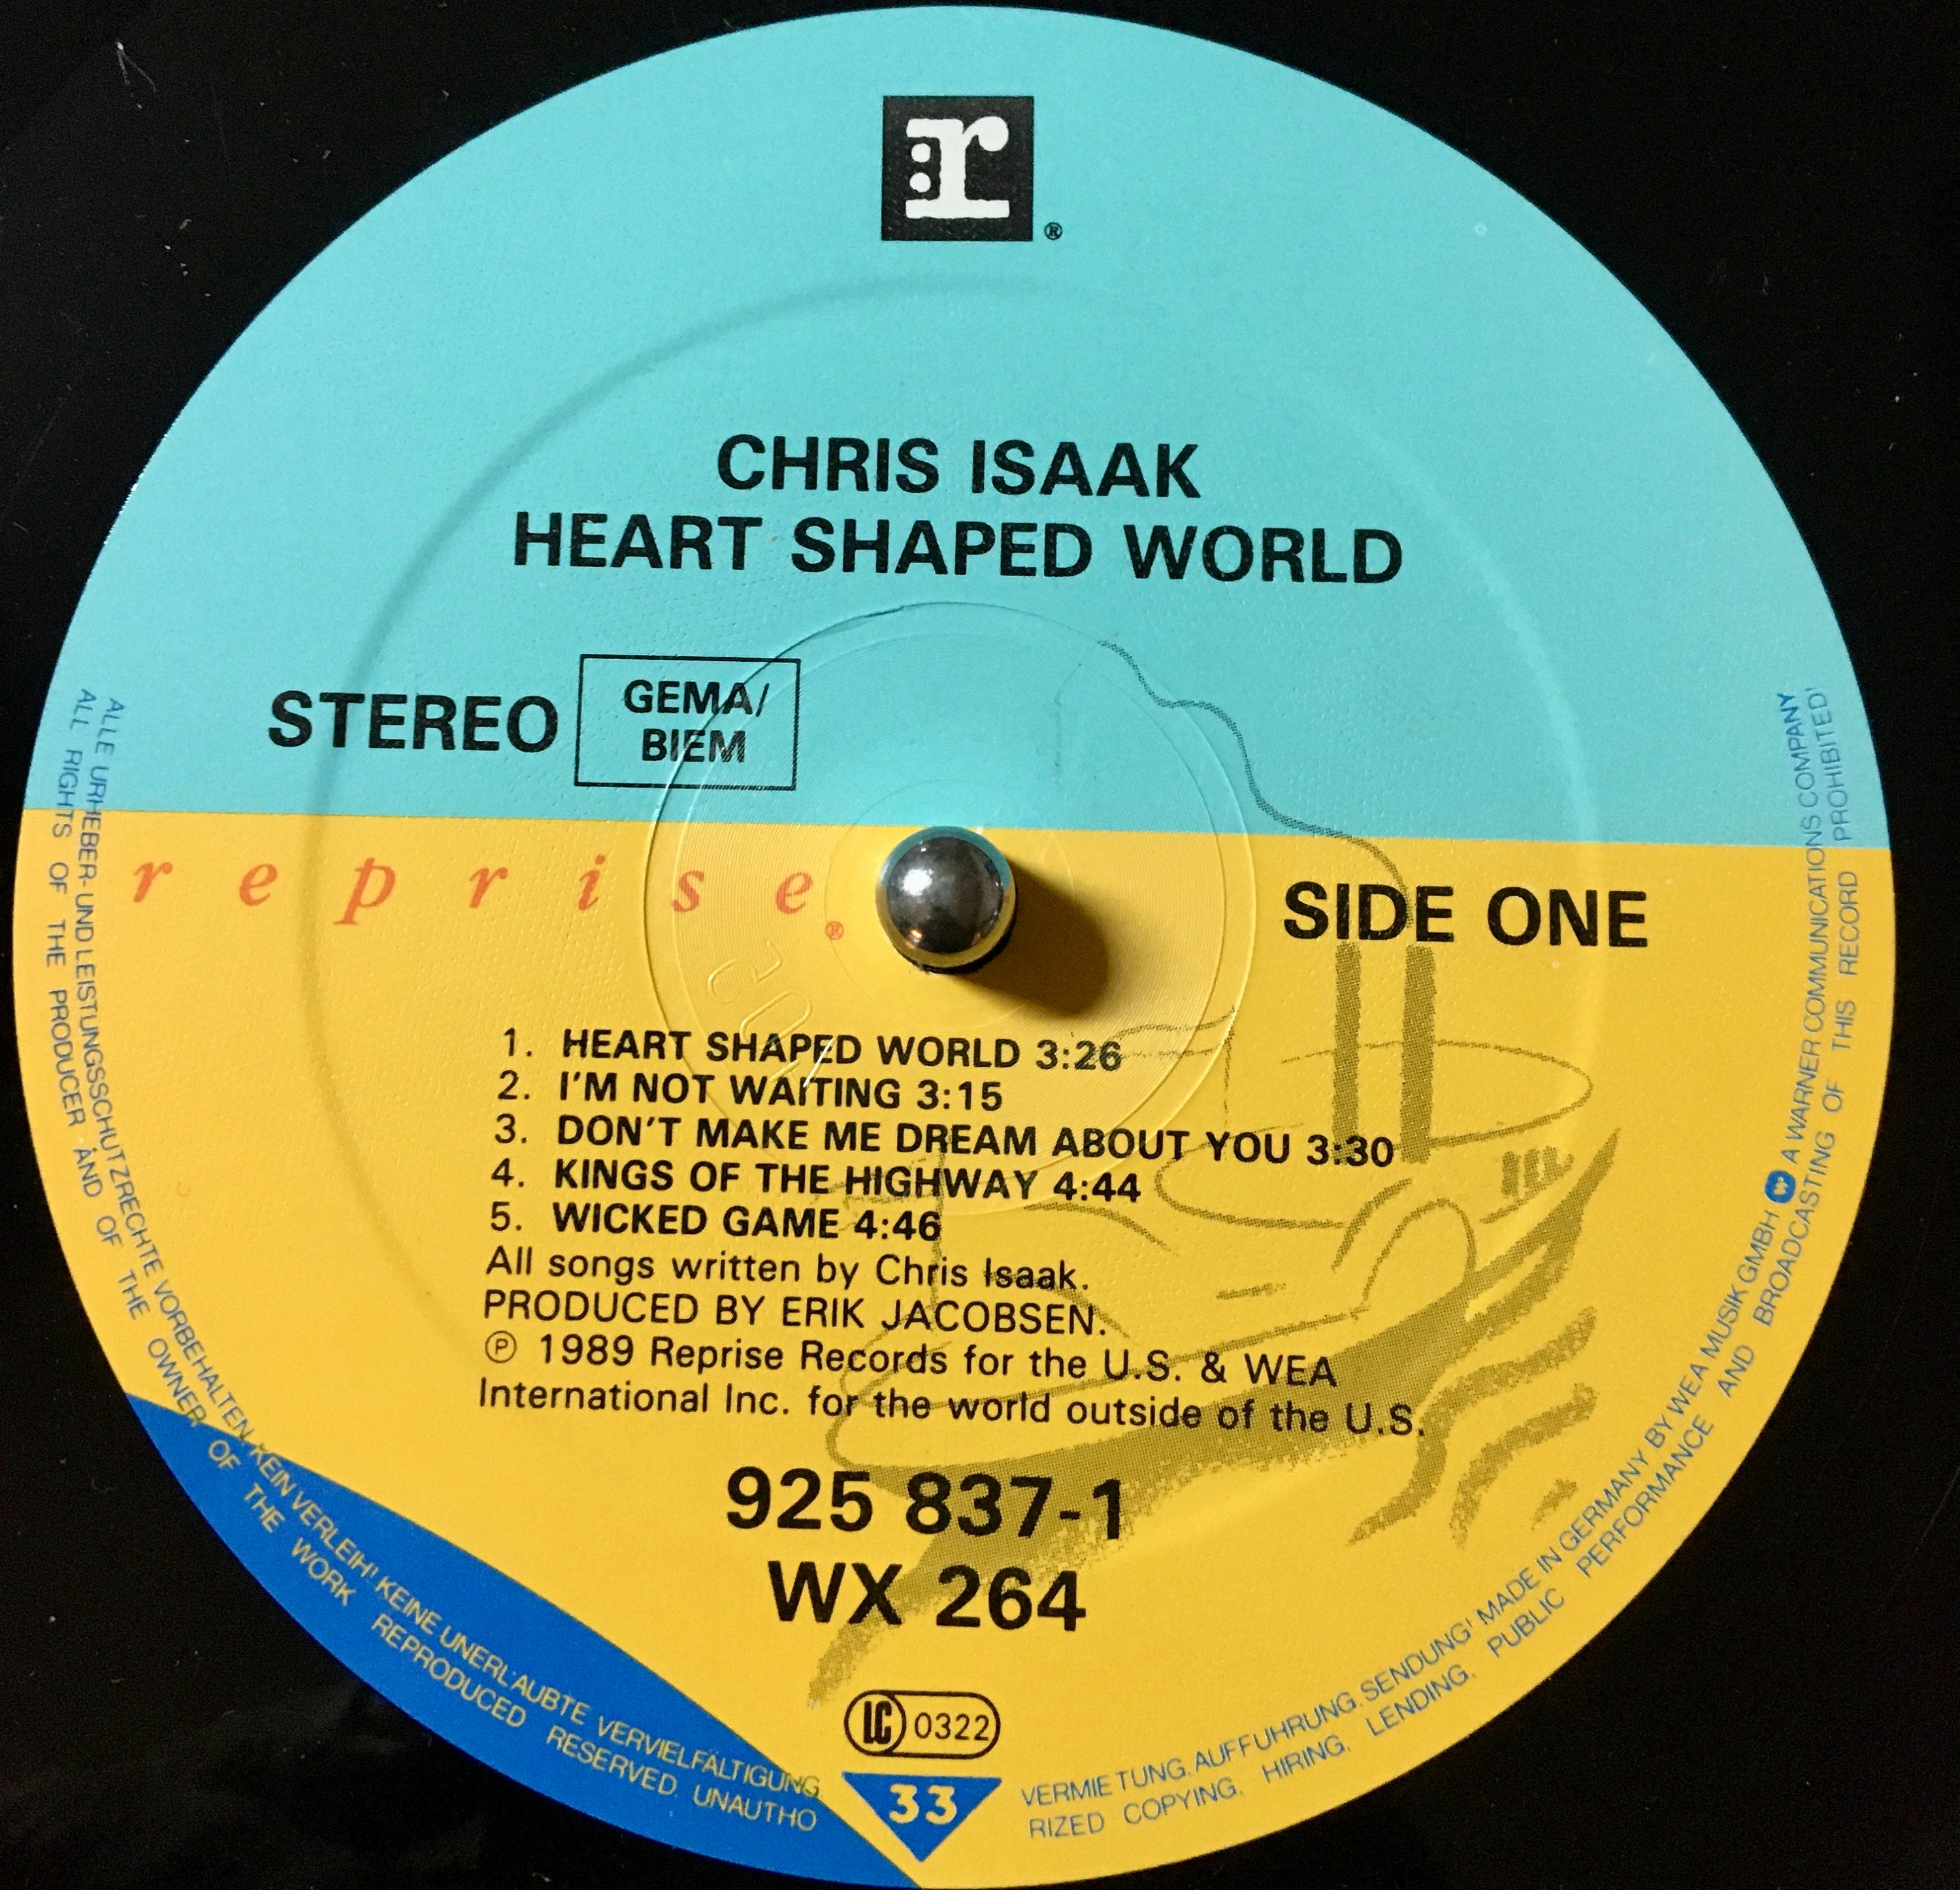 r®
CHRIS ISAAK
HEART SHAPED WORLD
STEREO
GEMA/
BIEM
reprise®
SIDE ONE
1. HEART SHAPED WORLD 3:26
2. I'M NOT WAITING 3:15
3. DON'T MAKE ME DREAM ABOUT YOU 3:30
4. KINGS OF THE HIGHWAY 4:44
5. WICKED GAME 4:46
All songs written by Chris Isaak.
PRODUCED BY ERIK JACOBSEN.
Ⓟ 1989 Reprise Records for the U.S. & WEA
International Inc. for the world outside of the U.S.
925 837-1
WX 264
LC 0322
33
ALLE URHEBER- UND LEISTUNGSSCHUTZRECHTE VORBEHALTEN. KEIN VERLEIH! KEINE UNERLAUBTE VERVIELFÄLTIGUNG, VERMIETUNG, AUFFUHRUNG, SENDUNG! MADE IN GERMANY BY WEA MUSIK GMBH W A WARNER COMMUNICATIONS COMPANY
ALL RIGHTS OF THE PRODUCER AND OF THE OWNER OF THE WORK REPRODUCED RESERVED. UNAUTHORIZED COPYING, HIRING, LENDING, PUBLIC PERFORMANCE AND BROADCASTING OF THIS RECORD PROHIBITED!